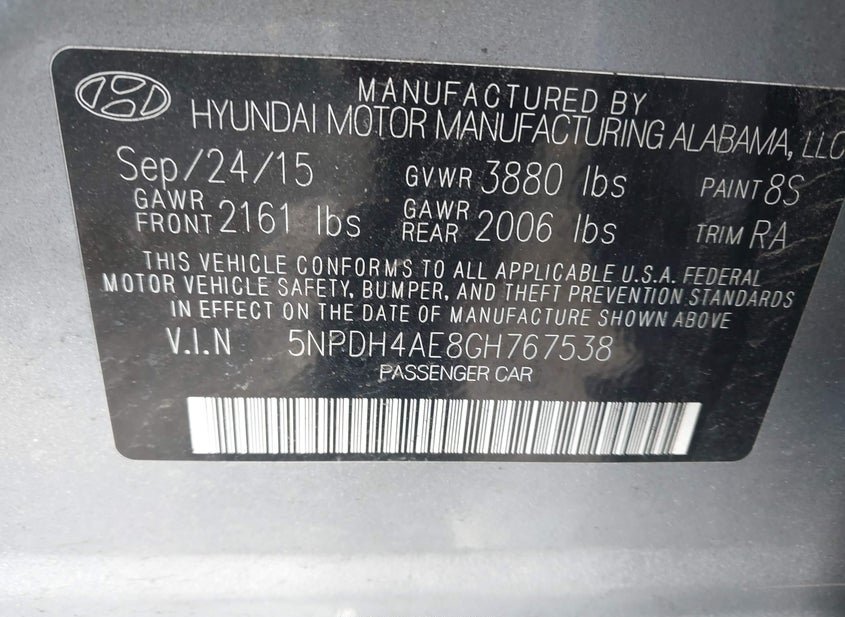 MANUFACTURED BY
HYUNDAI MOTOR MANUFACTURING ALABAMA, LLC
Sep/24/15 GVWR 3880 lbs PAINT 8S
GAWR FRONT 2161 lbs GAWR REAR 2006 lbs TRIM RA
THIS VEHICLE CONFORMS TO ALL APPLICABLE U.S.A. FEDERAL
MOTOR VEHICLE SAFETY, BUMPER, AND THEFT PREVENTION STANDARDS
IN EFFECT ON THE DATE OF MANUFACTURE SHOWN ABOVE
V.I.N 5NPDH4AE8GH767538
PASSENGER CAR